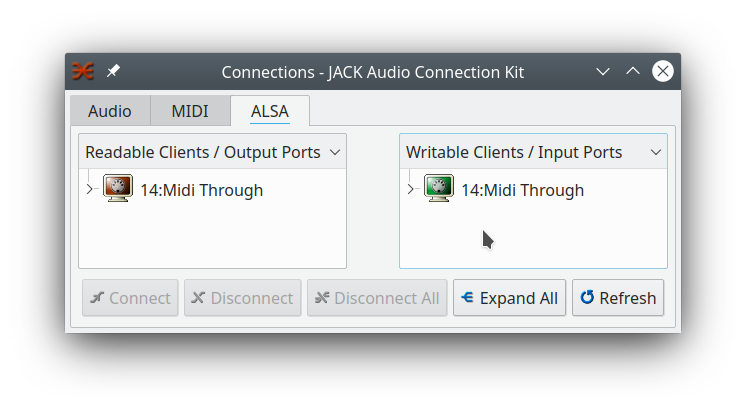 Connections - JACK Audio Connection Kit
Audio MIDI ALSA
Readable Clients / Output Ports Writable Clients / Input Ports
14:Midi Through 14:Midi Through
Connect Disconnect Disconnect All Expand All Refresh